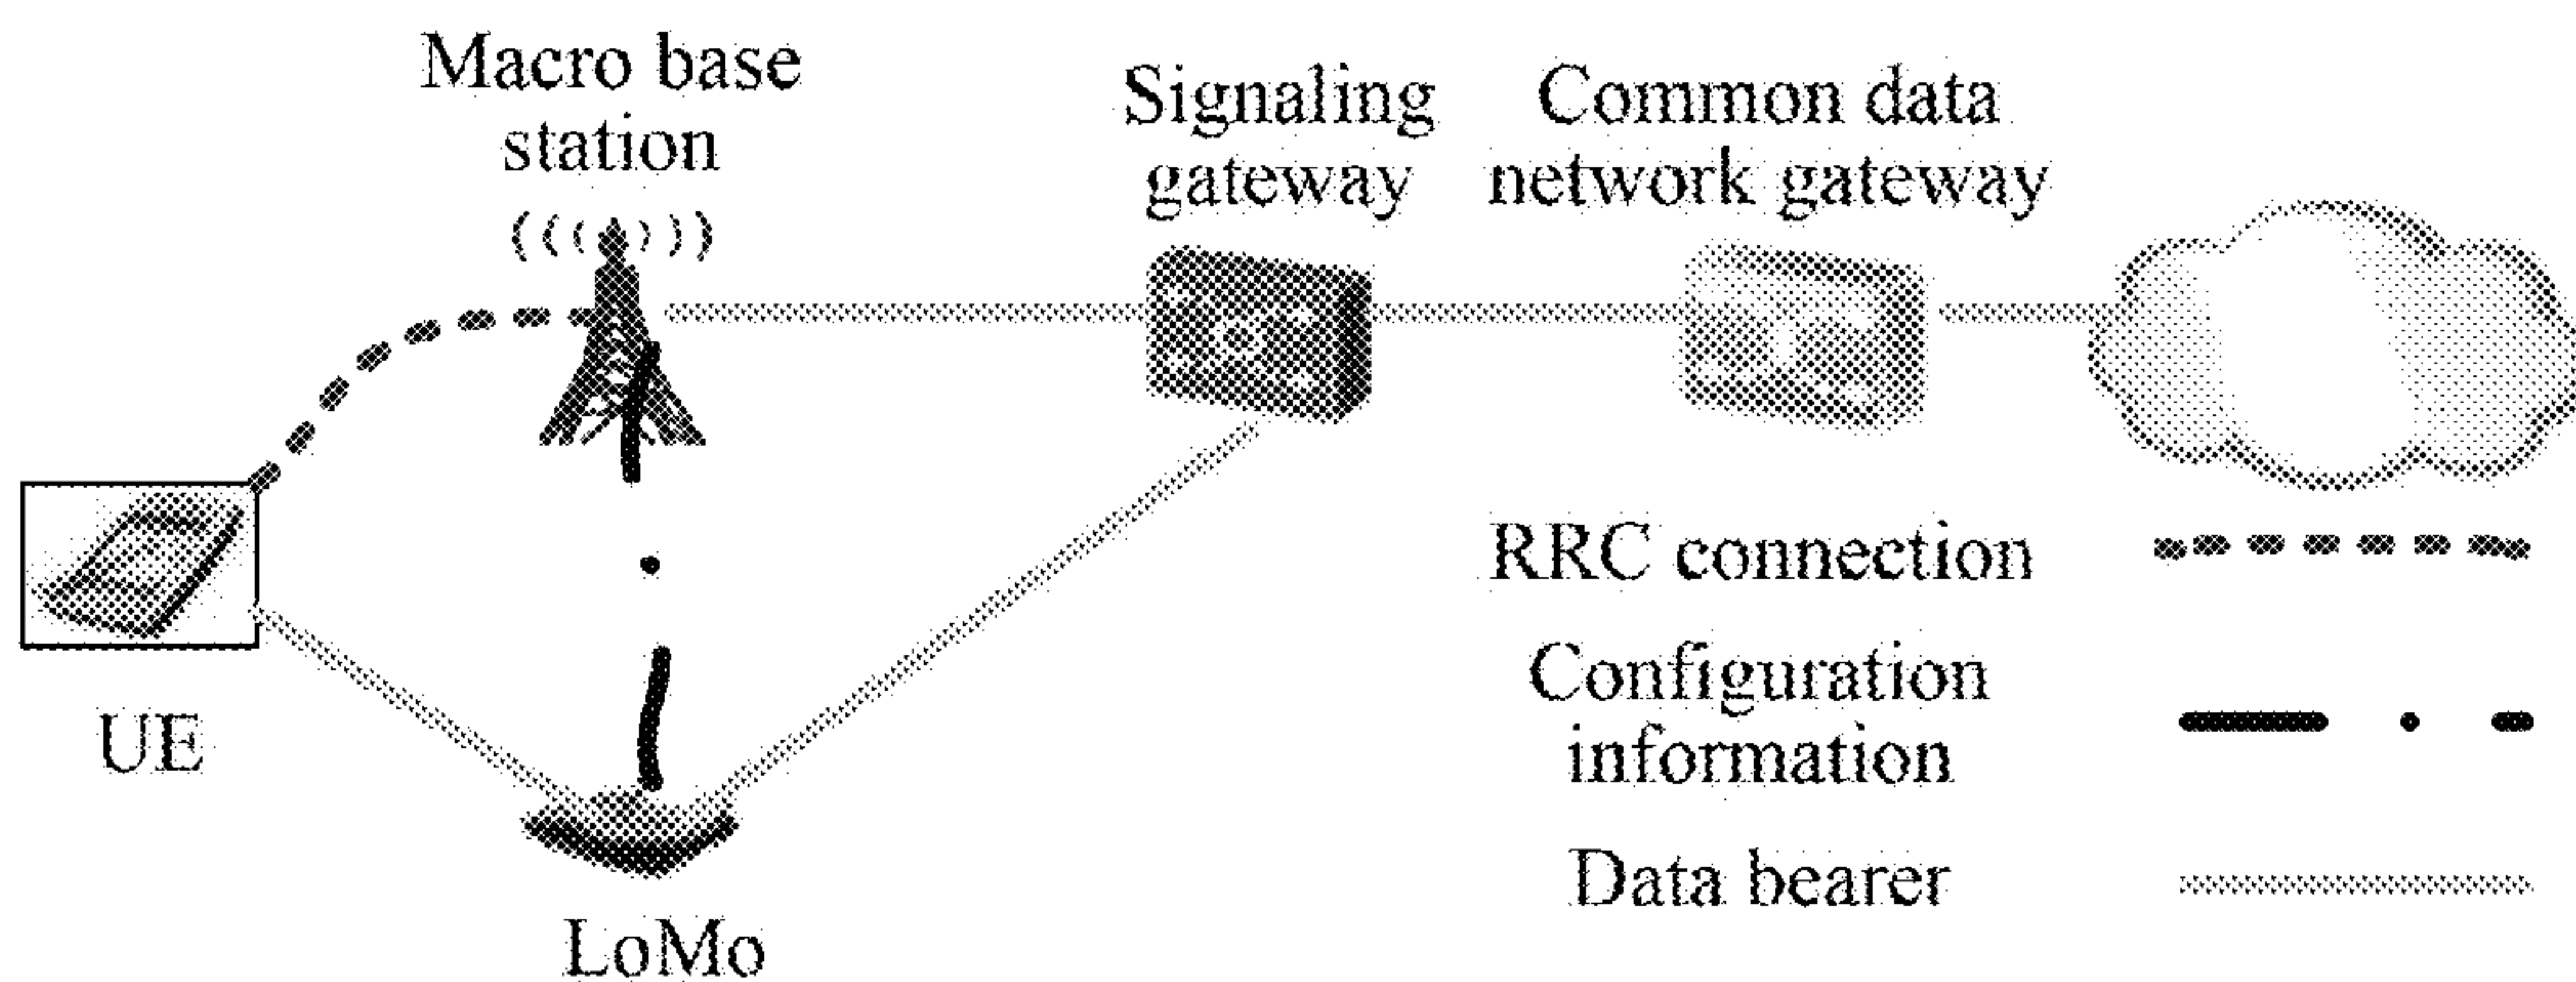 Macro base
station
Signaling
gateway
Common data
network gateway
UE
LoMo
RRC connection
Configuration
information
Data bearer